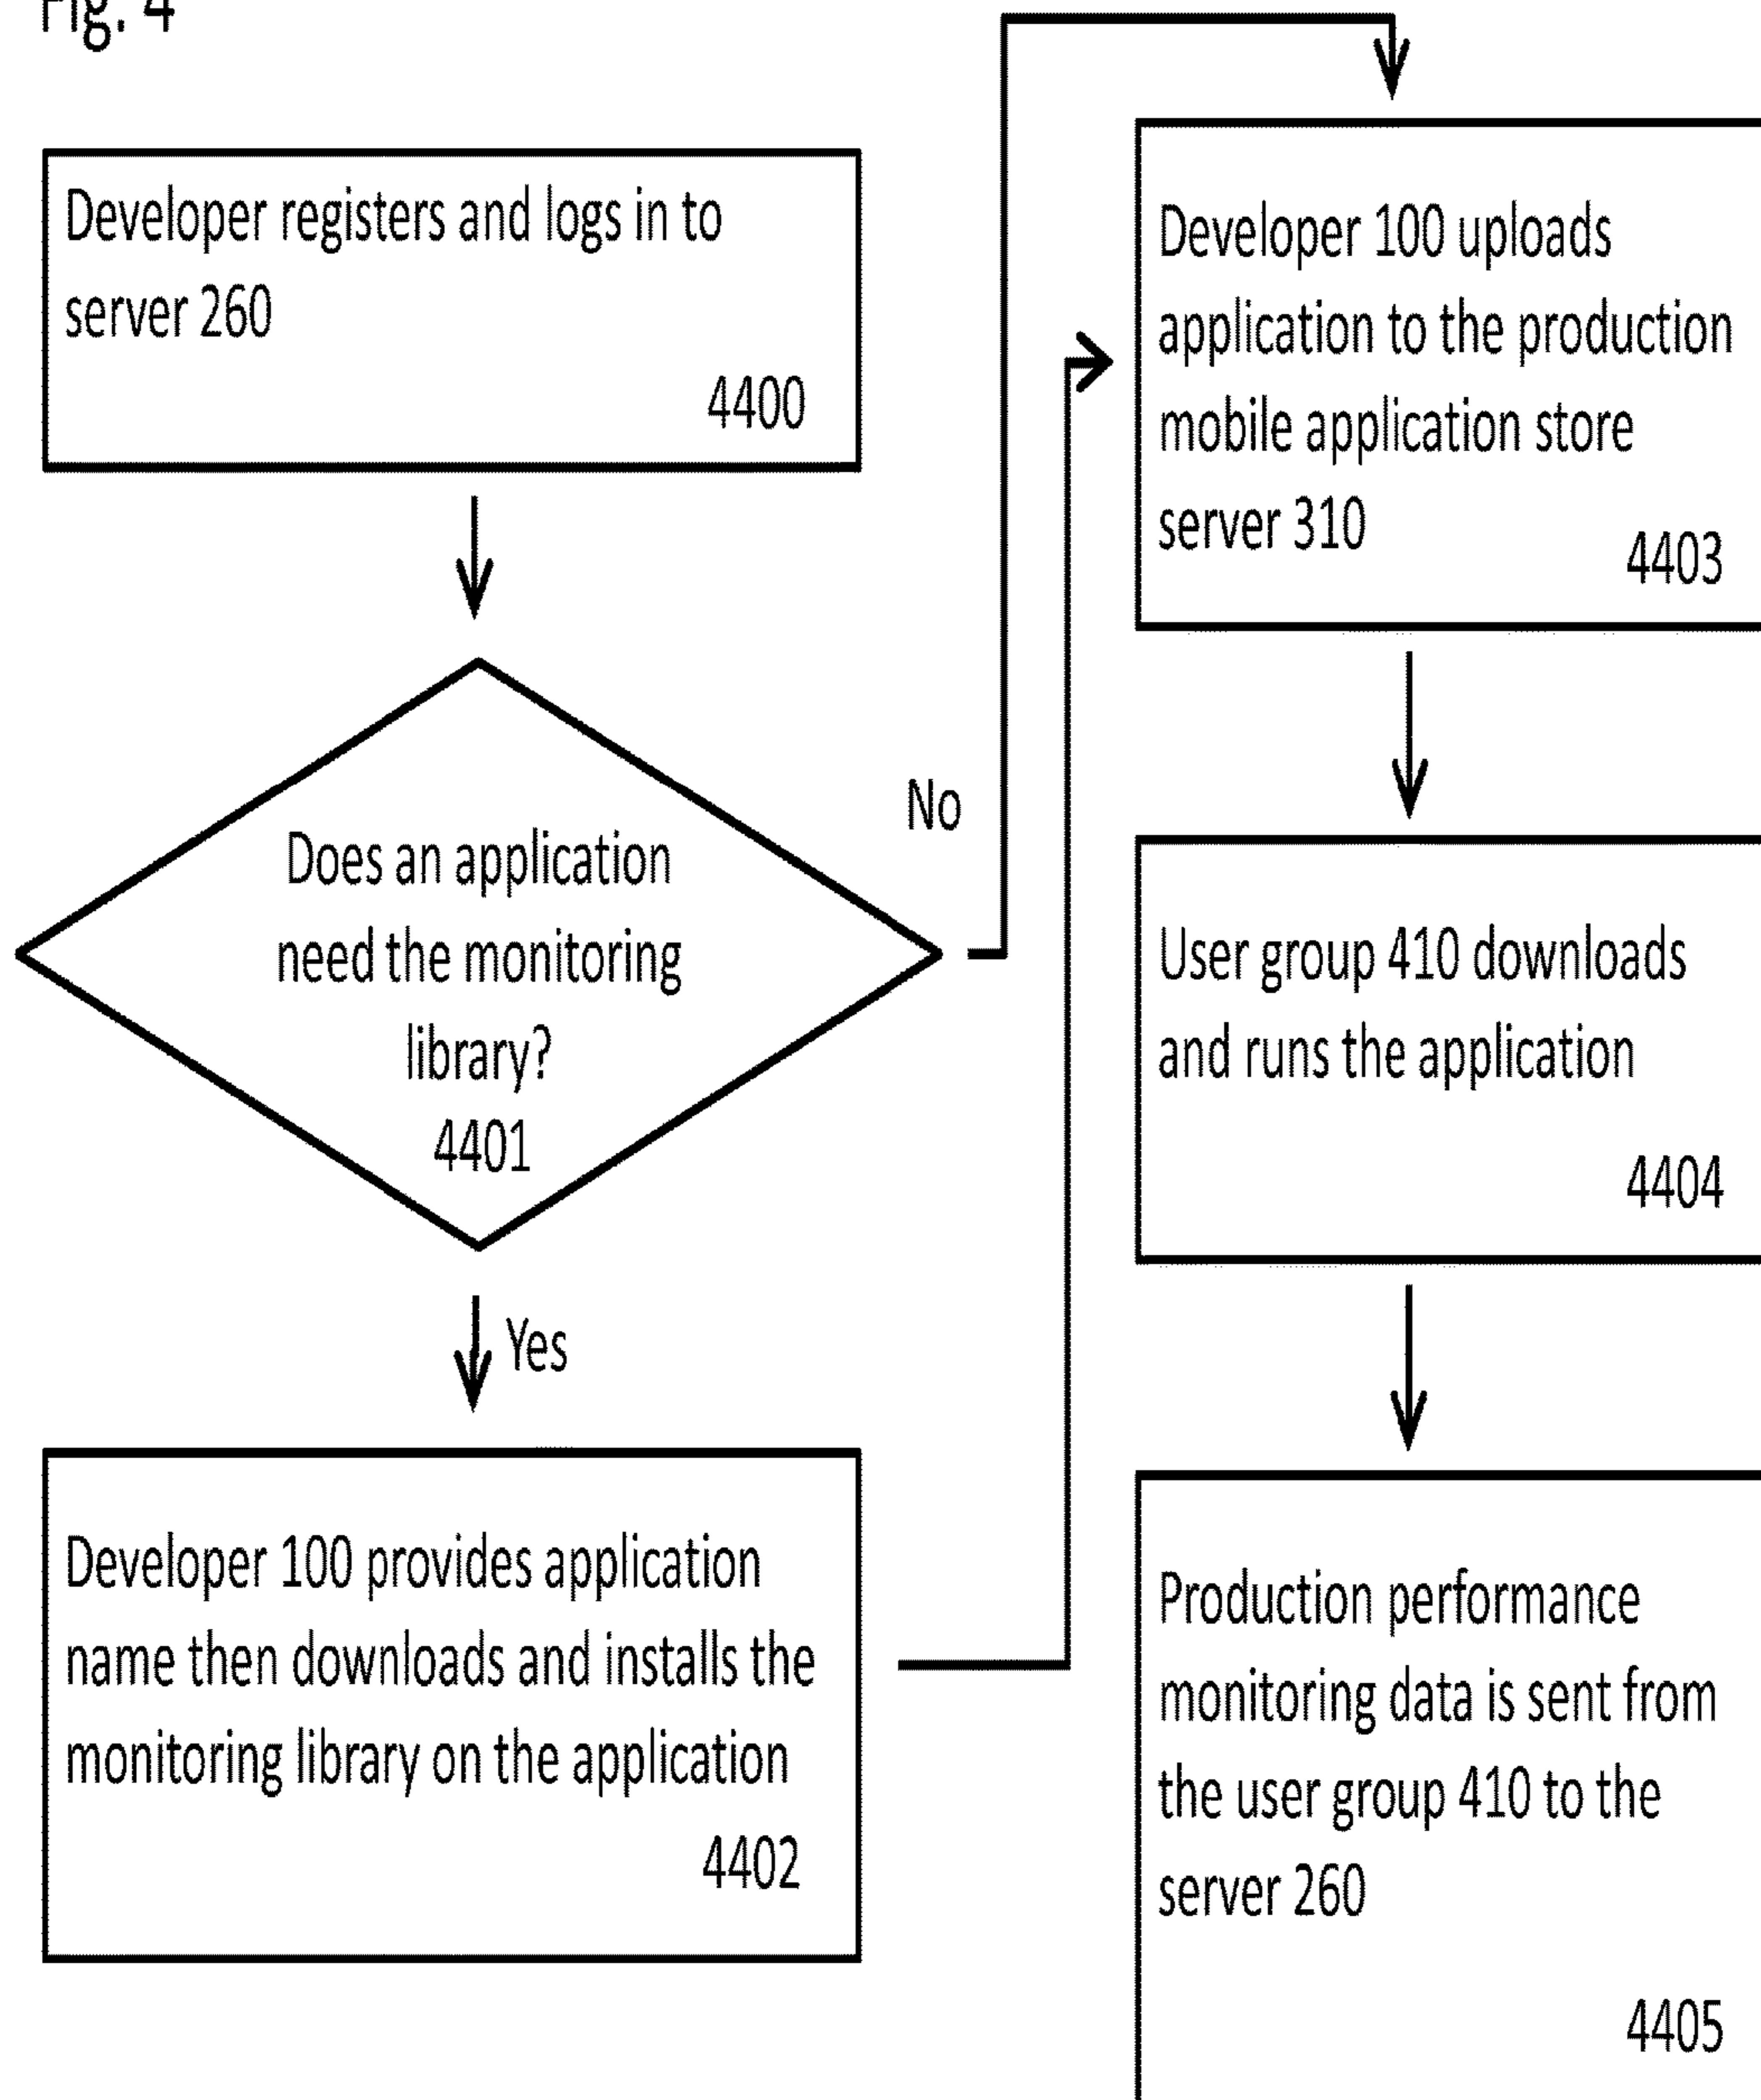 Fig. 4
Developer registers and logs in to
server 260
4400
Does an application
need the monitoring
library?
4401
No
Yes
Developer 100 provides application
name then downloads and installs the
monitoring library on the application
4402
Developer 100 uploads
application to the production
mobile application store
server 310
4403
User group 410 downloads
and runs the application
4404
Production performance
monitoring data is sent from
the user group 410 to the
server 260
4405